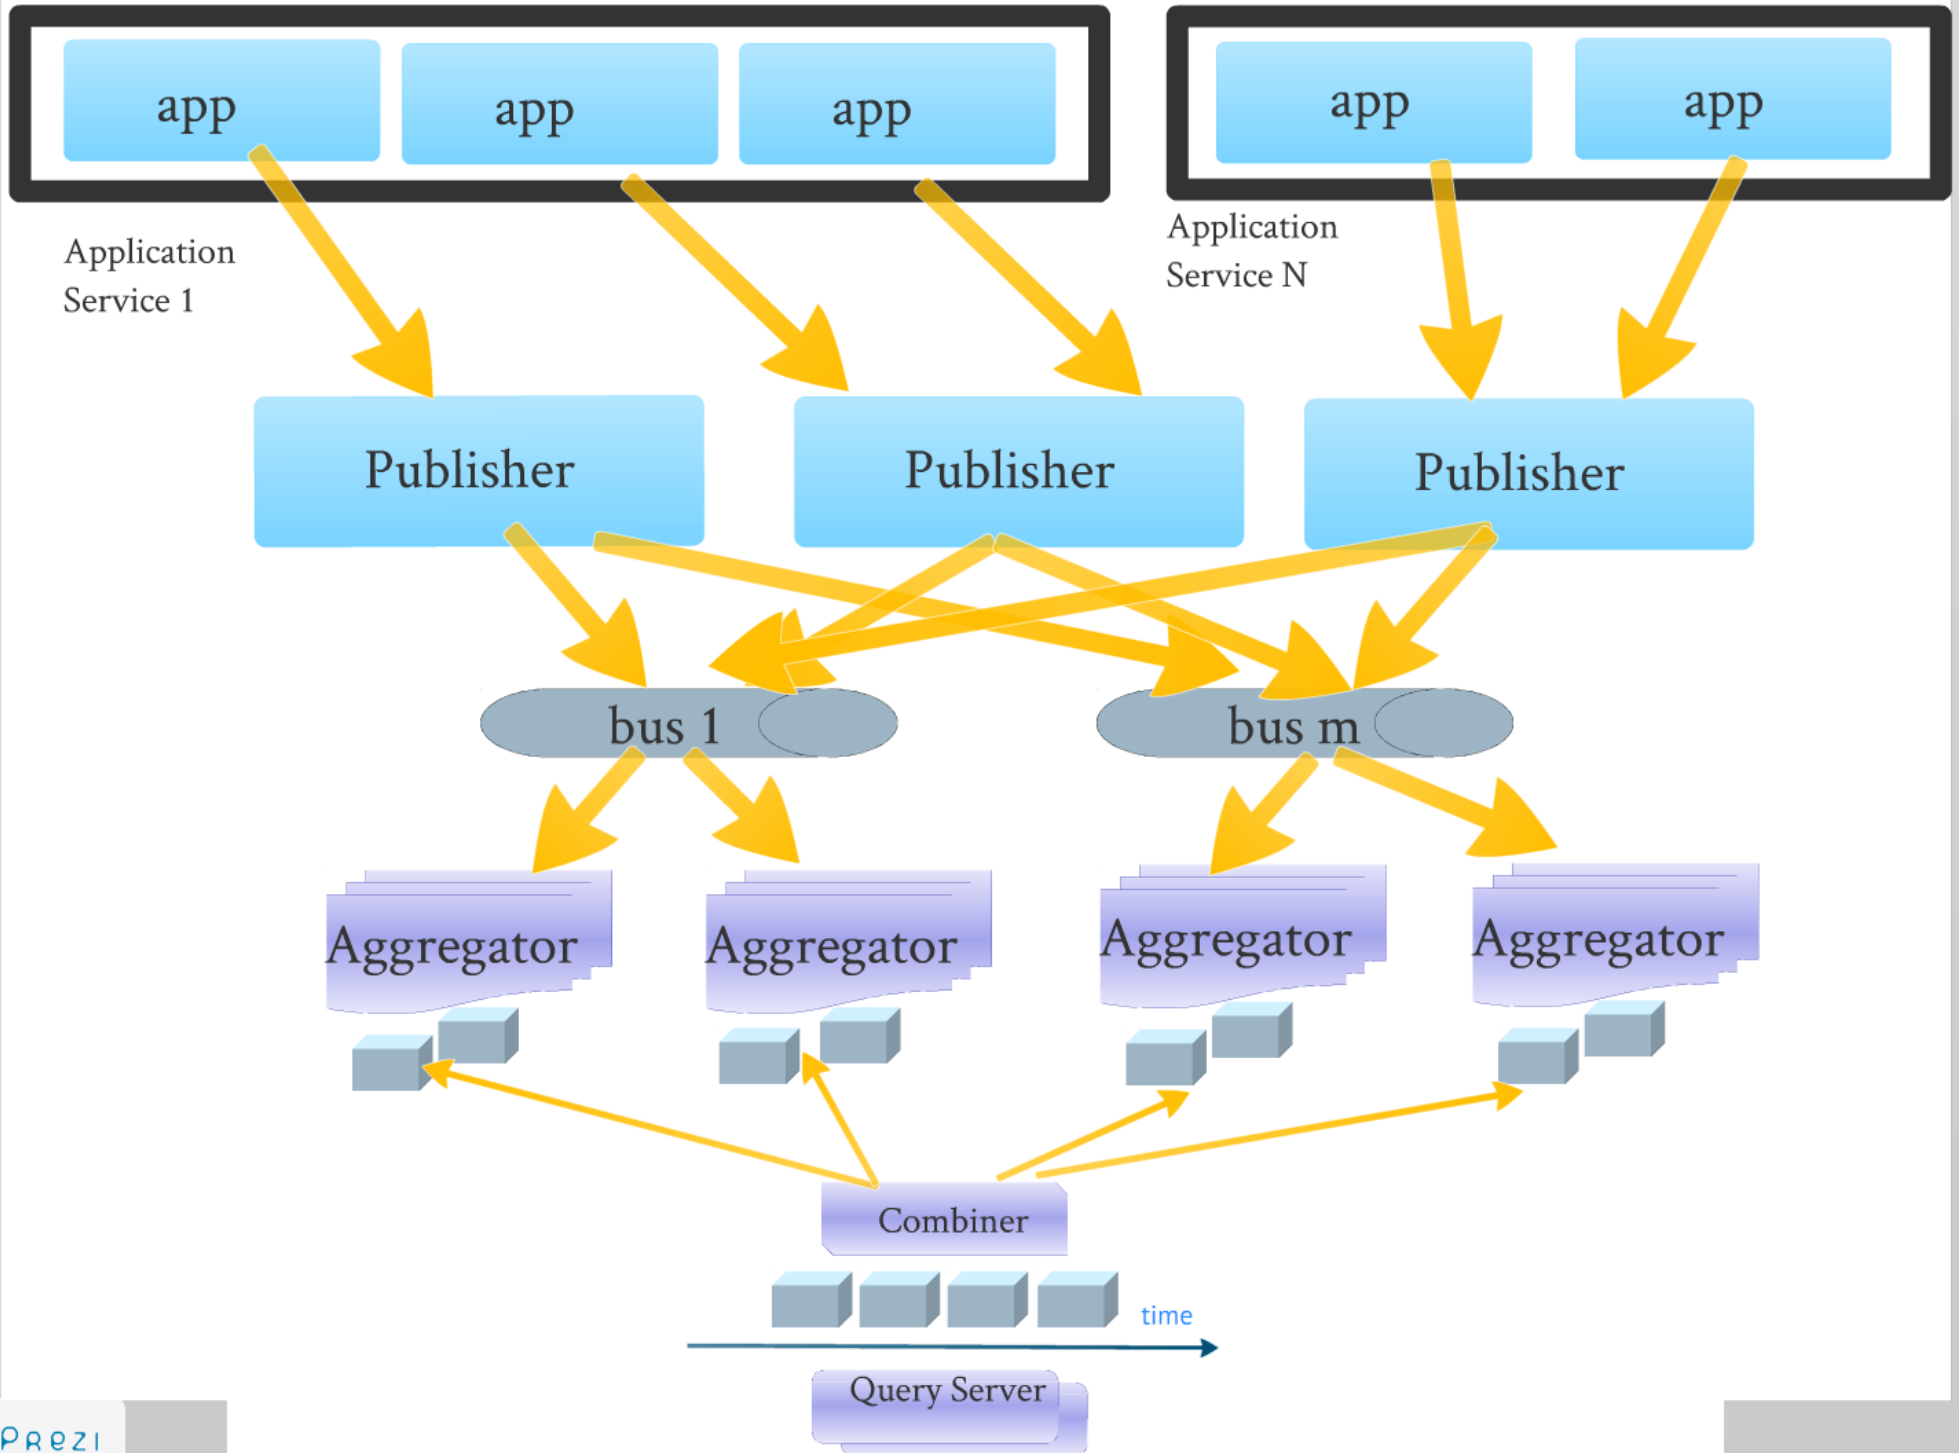 app
app
app
app
app
Application
Service 1
Application
Service N
Publisher
Publisher
Publisher
bus 1
bus m
Aggregator
Aggregator
Aggregator
Aggregator
Combiner
time
Query Server
Prezi